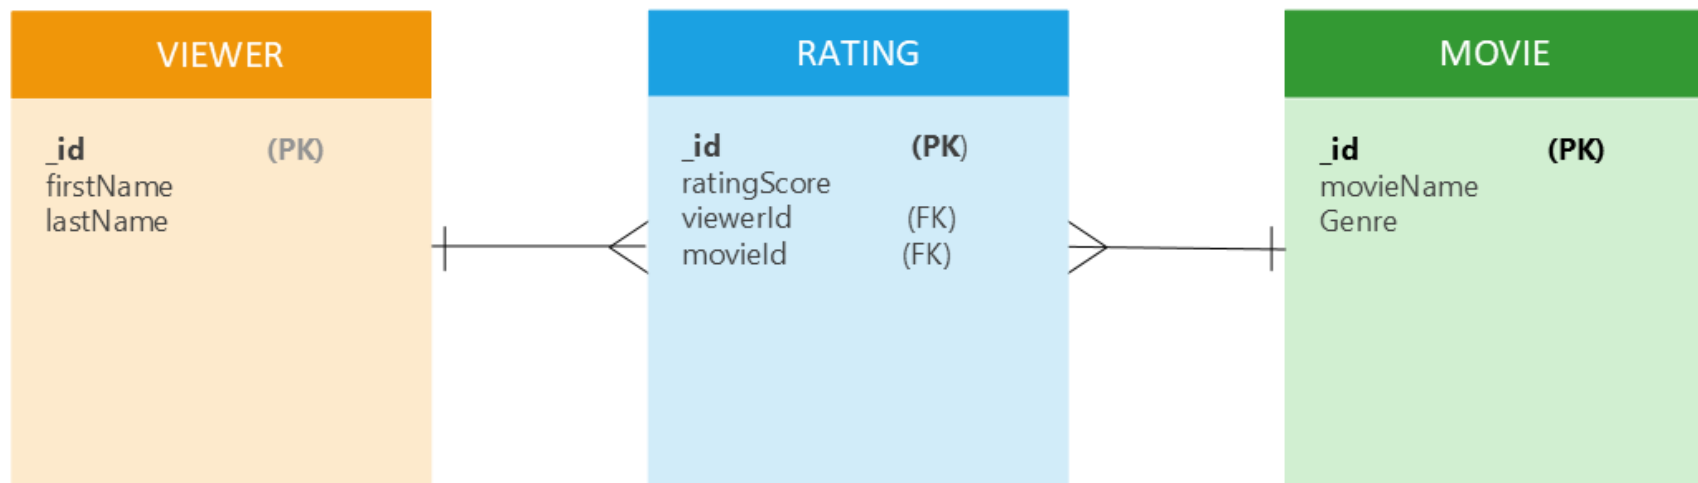 VIEWER
_id (PK)
firstName
lastName
RATING
_id (PK)
ratingScore
viewerId (FK)
movieId (FK)
MOVIE
_id (PK)
movieName
Genre